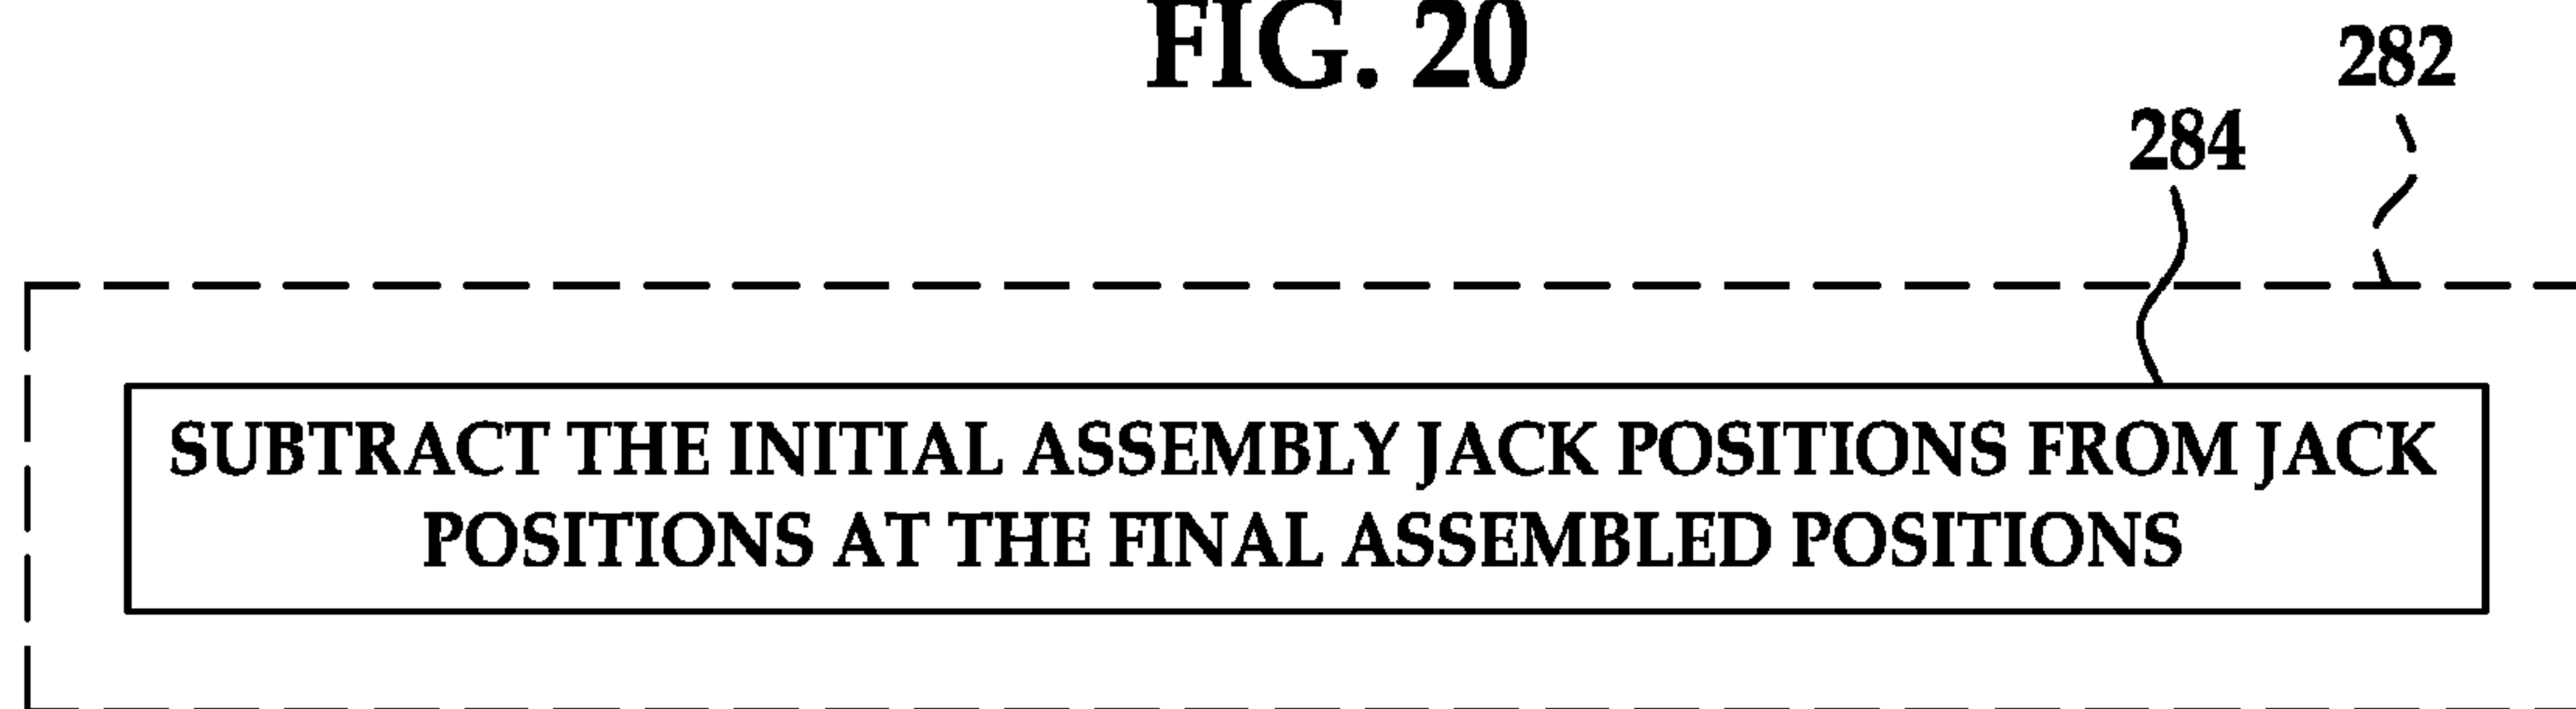 FIG. 20
282
284
SUBTRACT THE INITIAL ASSEMBLY JACK POSITIONS FROM JACK
POSITIONS AT THE FINAL ASSEMBLED POSITIONS